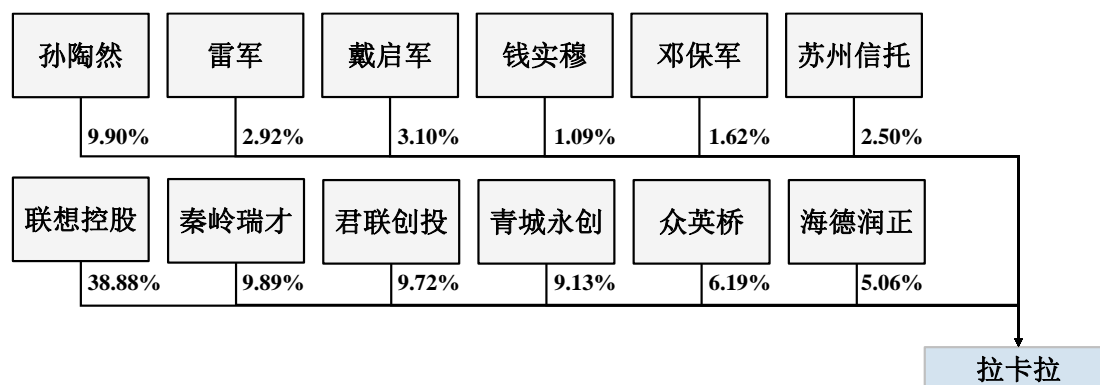 孙陶然 雷军 戴启军 钱实穆 邓保军 苏州信托
9.90% 2.92% 3.10% 1.09% 1.62% 2.50%
联想控股 秦岭瑞才 君联创投 青城永创 众英桥 海德润正
38.88% 9.89% 9.72% 9.13% 6.19% 5.06%
拉卡拉